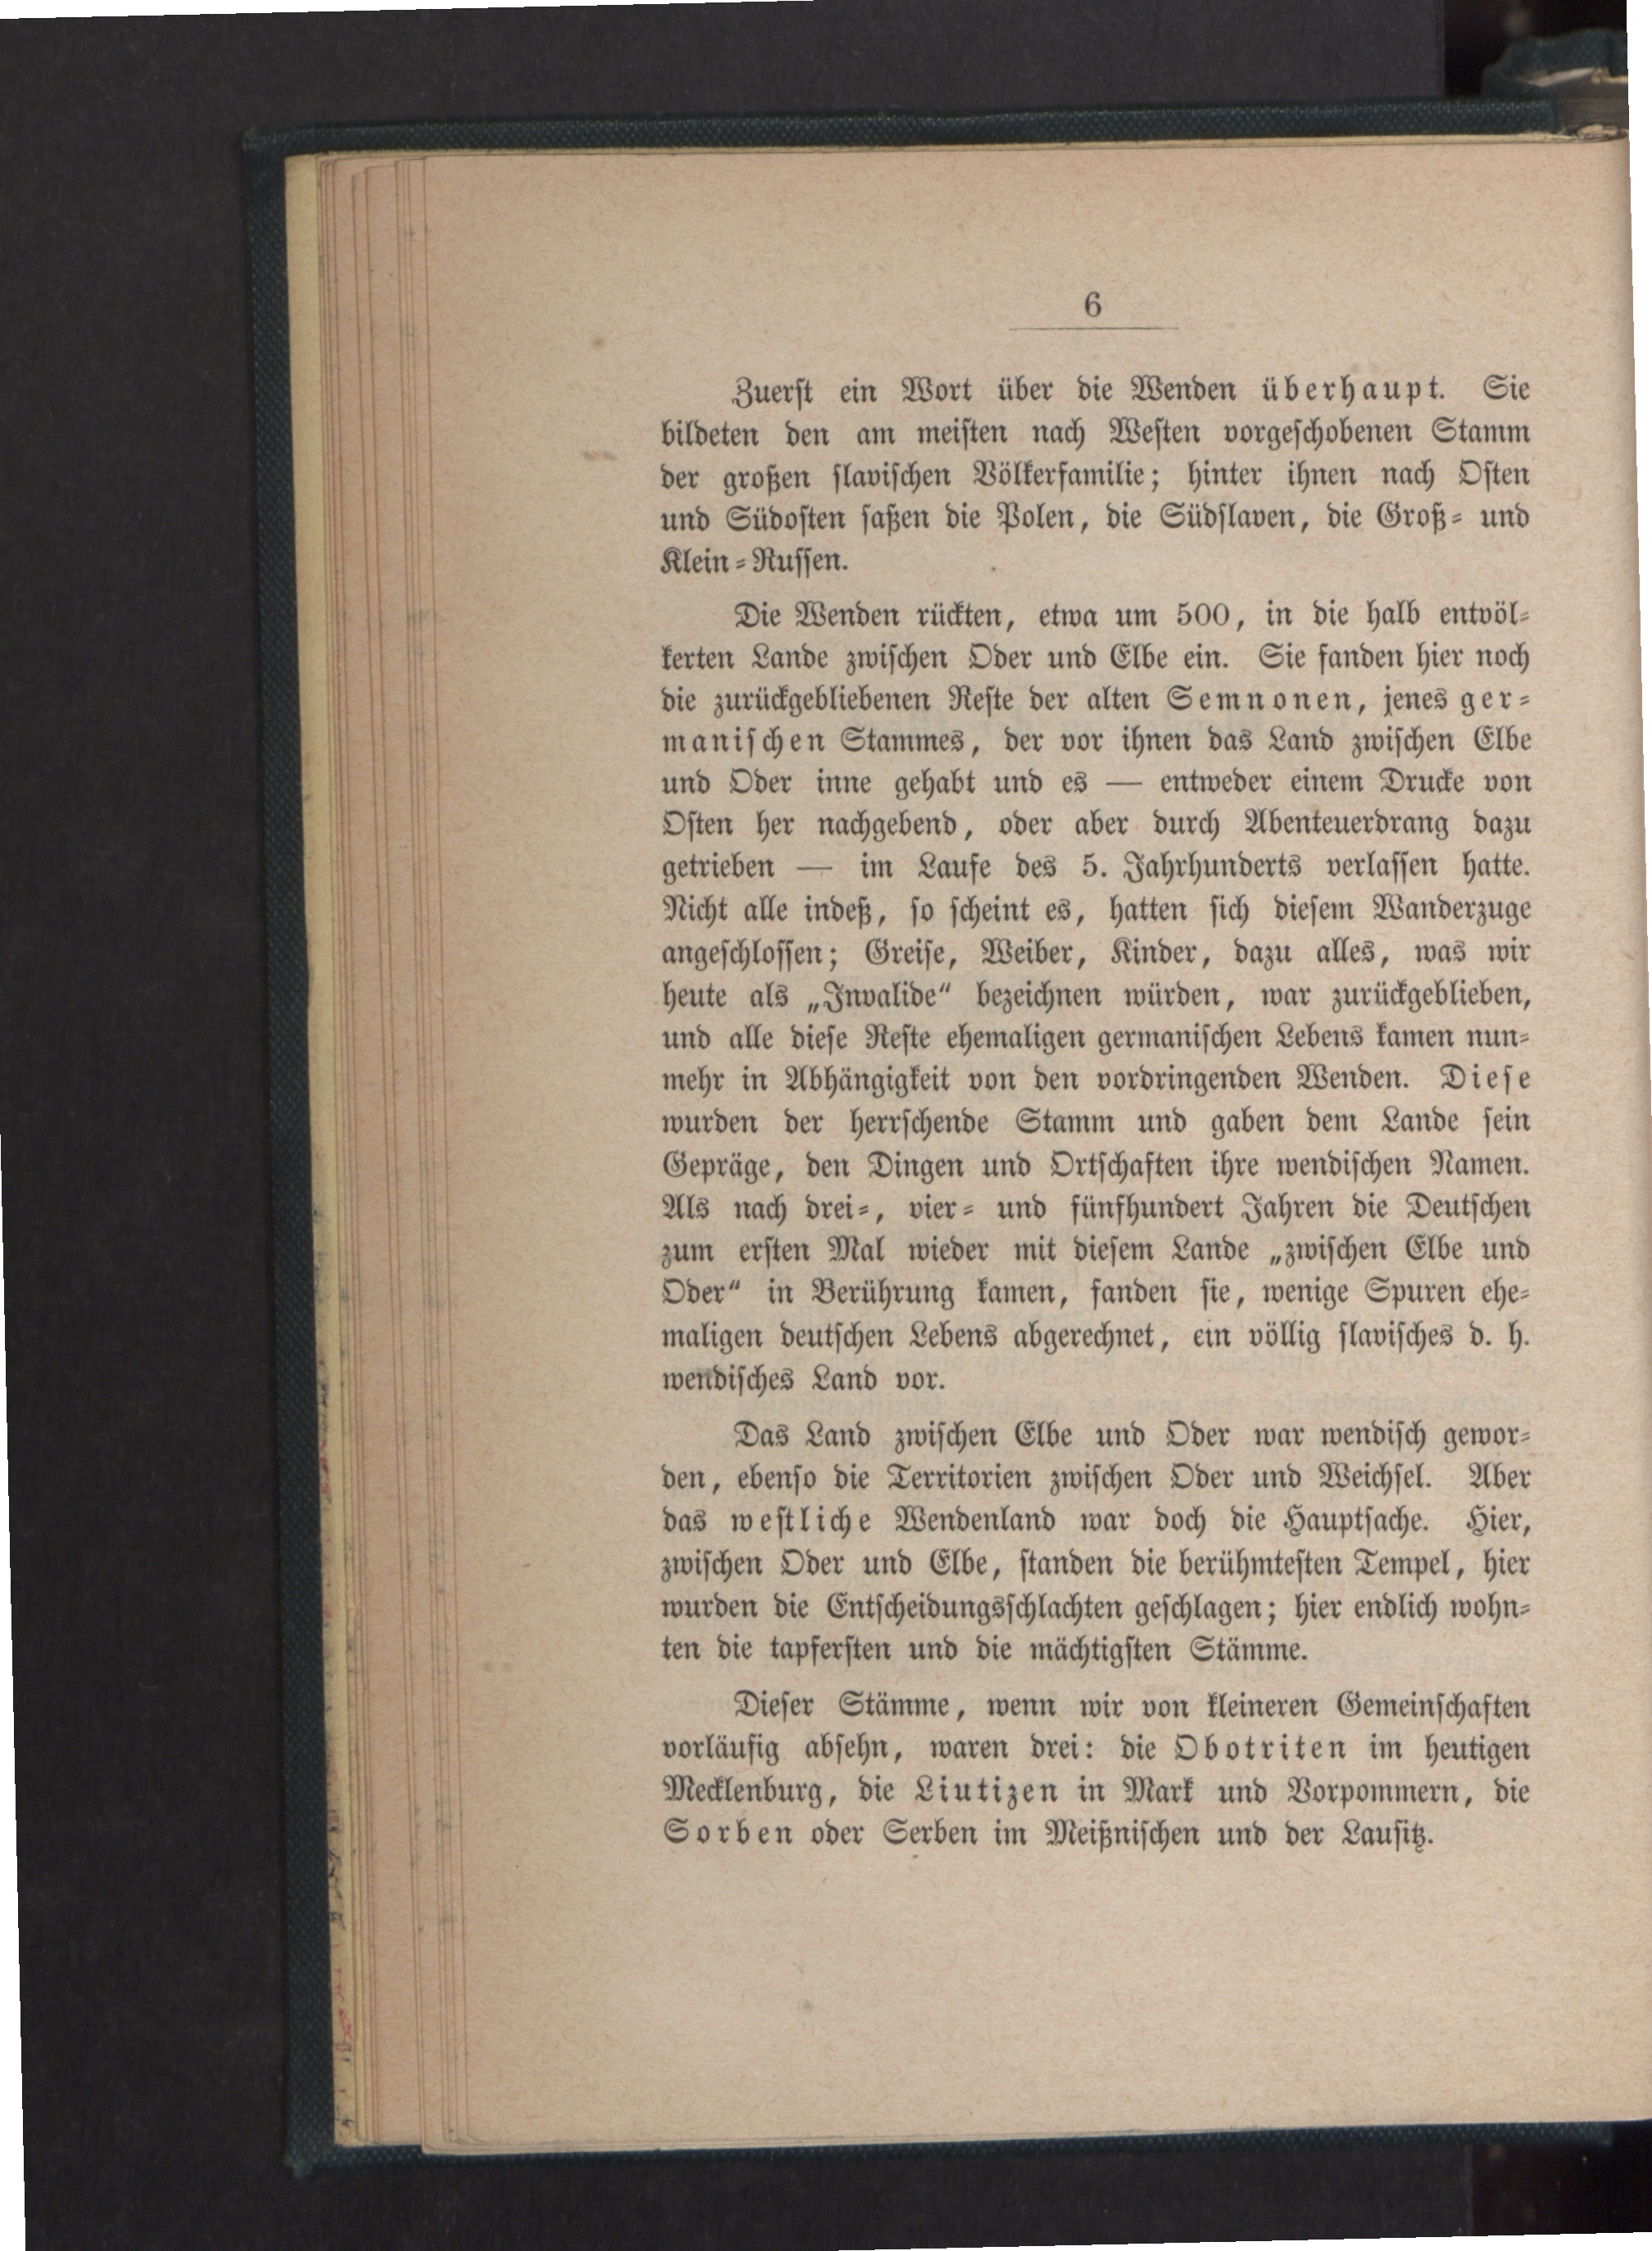 6
Zuerst ein Wort über die Wenden überhaupt. Sie
bildeten den am meisten nach Westen vorgeschobenen Stamm
der großen slavischen Völkerfamilie; hinter ihnen nach Osten
und Südosten saßen die Polen, die Südslaven, die Groß- und
Klein-Russen.
Die Wenden rückten, etwa um 500, in die halb entvöl-
kerten Lande zwischen Oder und Elbe ein. Sie fanden hier noch
die zurückgebliebenen Reste der alten Semnonen, jenes ger-
manischen Stammes, der vor ihnen das Land zwischen Elbe
und Oder inne gehabt und es — entweder einem Drucke von
Osten her nachgebend, oder aber durch Abenteuerdrang dazu
getrieben — im Laufe des 5. Jahrhunderts verlassen hatte.
Nicht alle indeß, so scheint es, hatten sich diesem Wanderzuge
angeschlossen; Greise, Weiber, Kinder, dazu alles, was wir
heute als „Invalide“ bezeichnen würden, war zurückgeblieben,
und alle diese Reste ehemaligen germanischen Lebens kamen nun-
mehr in Abhängigkeit von den vordringenden Wenden. Diese
wurden der herrschende Stamm und gaben dem Lande sein
Gepräge, den Dingen und Ortschaften ihre wendischen Namen.
Als nach drei-, vier- und fünfhundert Jahren die Deutschen
zum ersten Mal wieder mit diesem Lande „zwischen Elbe und
Oder“ in Berührung kamen, fanden sie, wenige Spuren ehe-
maligen deutschen Lebens abgerechnet, ein völlig slavisches d. h.
wendisches Land vor.
Das Land zwischen Elbe und Oder war wendisch gewor-
den, ebenso die Territorien zwischen Oder und Weichsel. Aber
das westliche Wendenland war doch die Hauptsache. Hier,
zwischen Oder und Elbe, standen die berühmtesten Tempel, hier
wurden die Entscheidungsschlachten geschlagen; hier endlich wohn-
ten die tapfersten und die mächtigsten Stämme.
Dieser Stämme, wenn wir von kleineren Gemeinschaften
vorläufig absehn, waren drei: die Obotriten im heutigen
Mecklenburg, die Liutizen in Mark und Vorpommern, die
Sorben oder Serben im Meißnischen und der Lausitz.